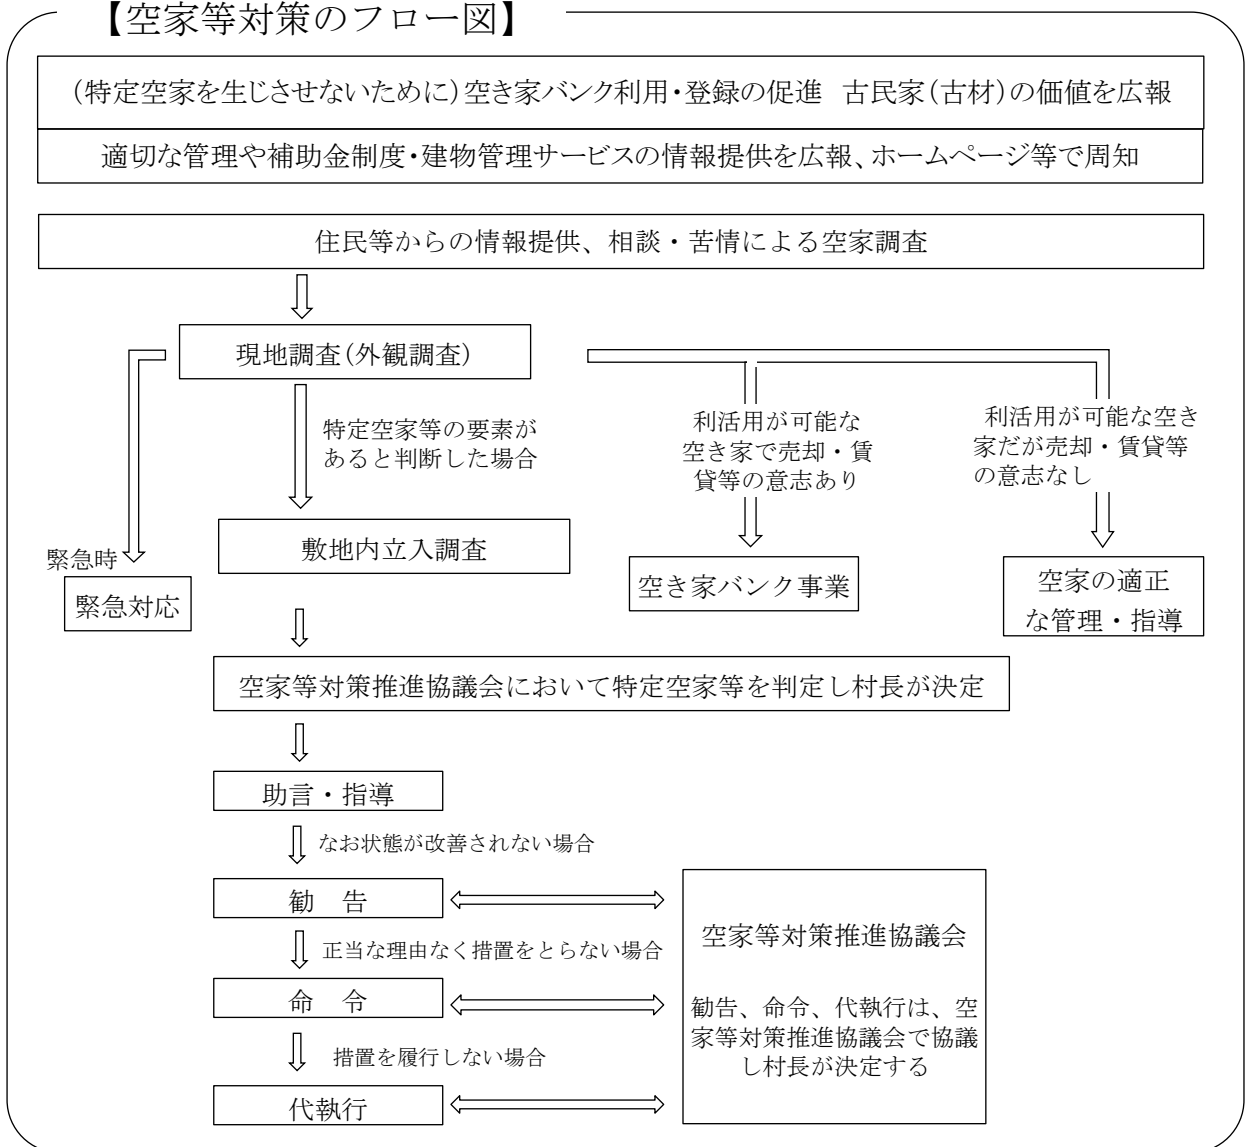 【空家等対策のフロー図】
(特定空家を生じさせないために)空き家バンク利用・登録の促進　古民家(古材)の価値を広報
適切な管理や補助金制度・建物管理サービスの情報提供を広報、ホームページ等で周知
住民等からの情報提供、相談・苦情による空家調査
現地調査(外観調査)
特定空家等の要素が
あると判断した場合
利活用が可能な
空き家で売却・賃
貸等の意志あり
利活用が可能な空き
家だが売却・賃貸等
の意志なし
緊急時
緊急対応
敷地内立入調査
空き家バンク事業
空家の適正
な管理・指導
空家等対策推進協議会において特定空家等を判定し村長が決定
助言・指導
なお状態が改善されない場合
勧　告
正当な理由なく措置をとらない場合
命　令
措置を履行しない場合
代執行
空家等対策推進協議会
勧告、命令、代執行は、空
家等対策推進協議会で協議
し村長が決定する